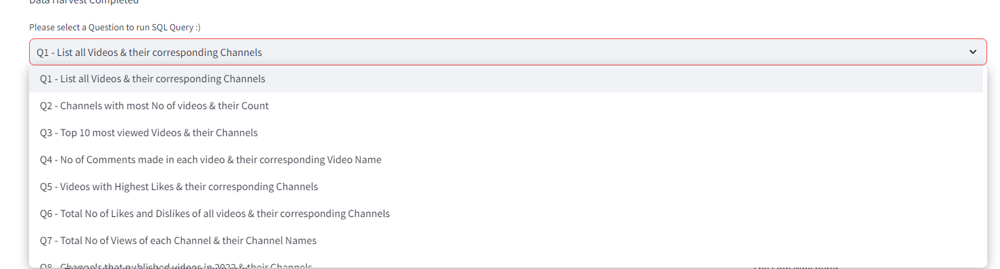 Data Harvest Completed
Please select a Question to run SQL Query :)
Q1 - List all Videos & their corresponding Channels
Q1 - List all Videos & their corresponding Channels
Q2 - Channels with most No of videos & their Count
Q3 - Top 10 most viewed Videos & their Channels
Q4 - No of Comments made in each video & their corresponding Video Name
Q5 - Videos with Highest Likes & their corresponding Channels
Q6 - Total No of Likes and Dislikes of all videos & their corresponding Channels
Q7 - Total No of Views of each Channel & their Channel Names
Q8 - Channels that published videos in 2022 & their Channels
The Lion Whisperer